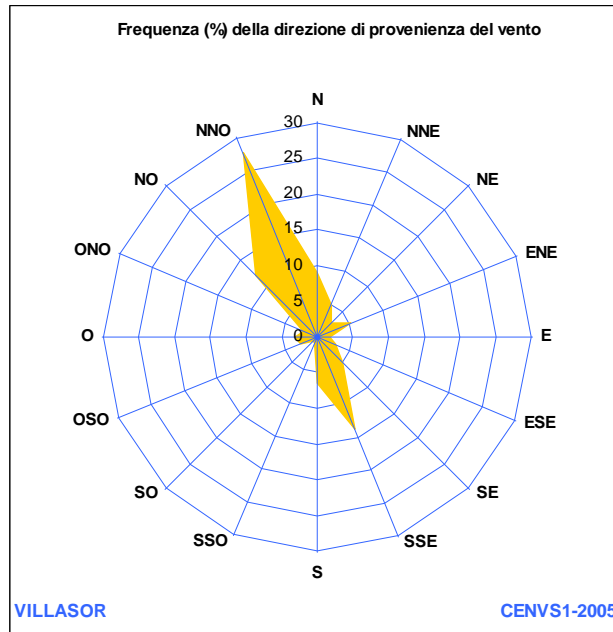 Frequenza (%) della direzione di provenienza del vento
N
NNE
NE
ENE
E
ESE
SE
SSE
S
SSO
SO
OSO
O
ONO
NO
NNO
30
25
20
15
10
5
0
VILLASOR
CENVS1-2005